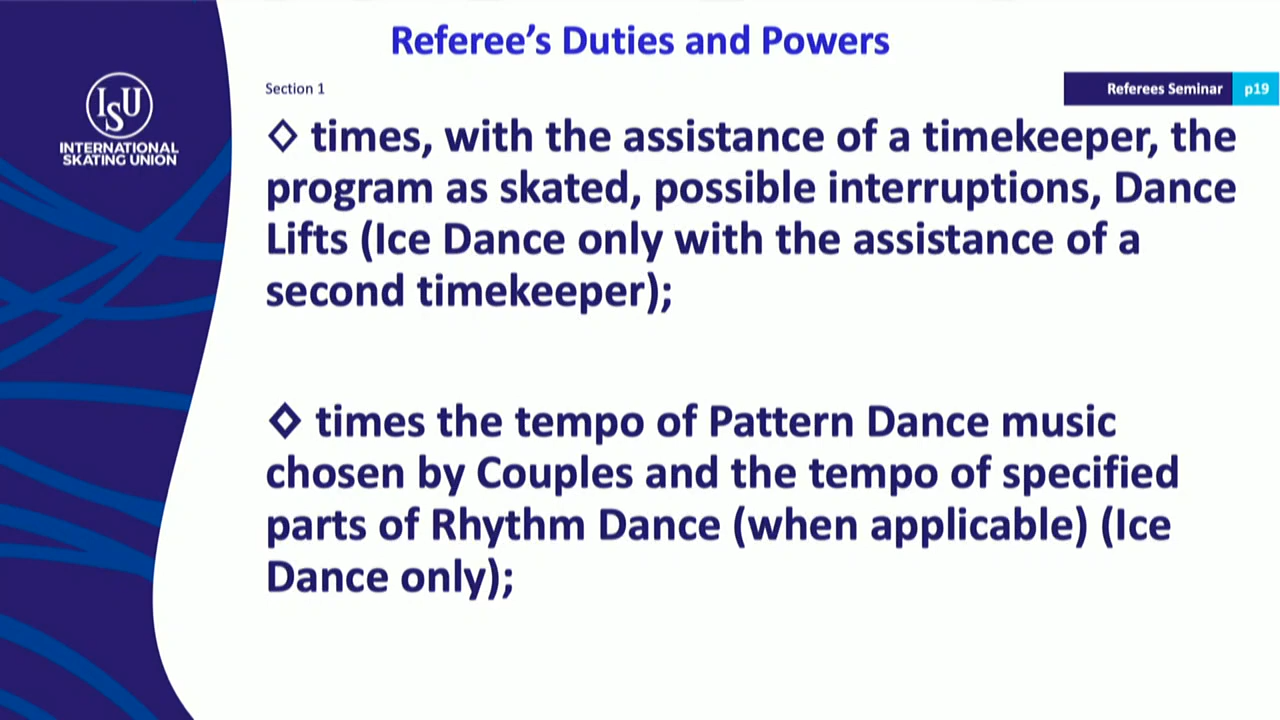 Referee's Duties and Powers
ISU
INTERNATIONAL
SKATING UNION
Section 1
Referees Seminar p19
◇ times, with the assistance of a timekeeper, the
program as skated, possible interruptions, Dance
Lifts (Ice Dance only with the assistance of a
second timekeeper);
◇ times the tempo of Pattern Dance music
chosen by Couples and the tempo of specified
parts of Rhythm Dance (when applicable) (Ice
Dance only);